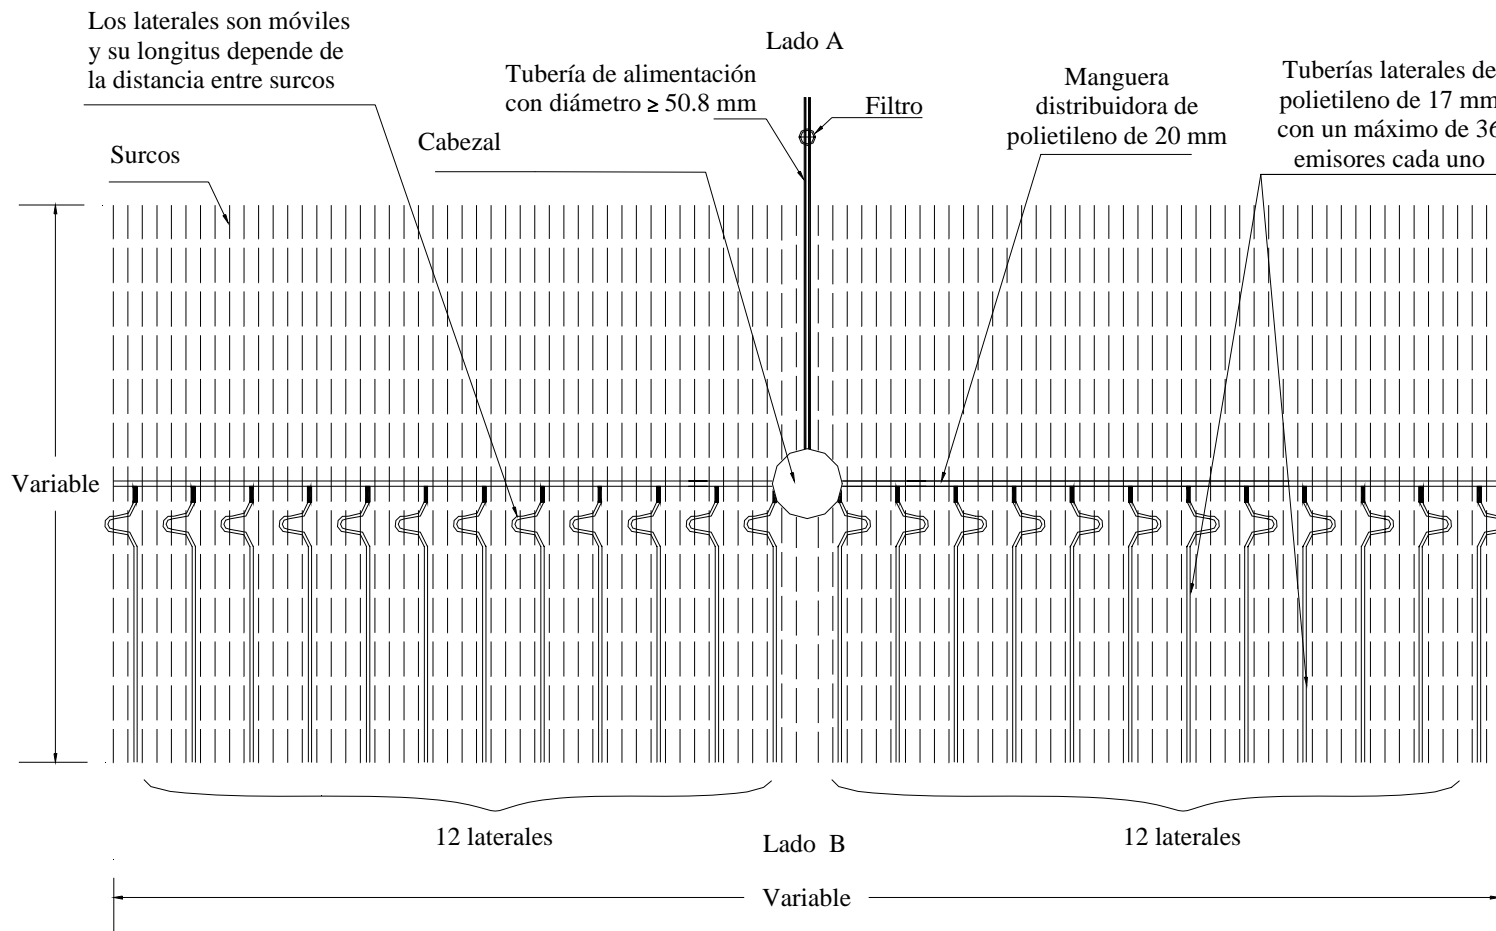 Los laterales son móviles
y su longitus depende de
la distancia entre surcos
Lado A
Tubería de alimentación
con diámetro ≥ 50.8 mm
Manguera
distribuidora de
polietileno de 20 mm
Tuberías laterales de
polietileno de 17 mm
con un máximo de 36
emisores cada uno
Filtro
Cabezal
Surcos
Variable
12 laterales
Lado B
12 laterales
Variable